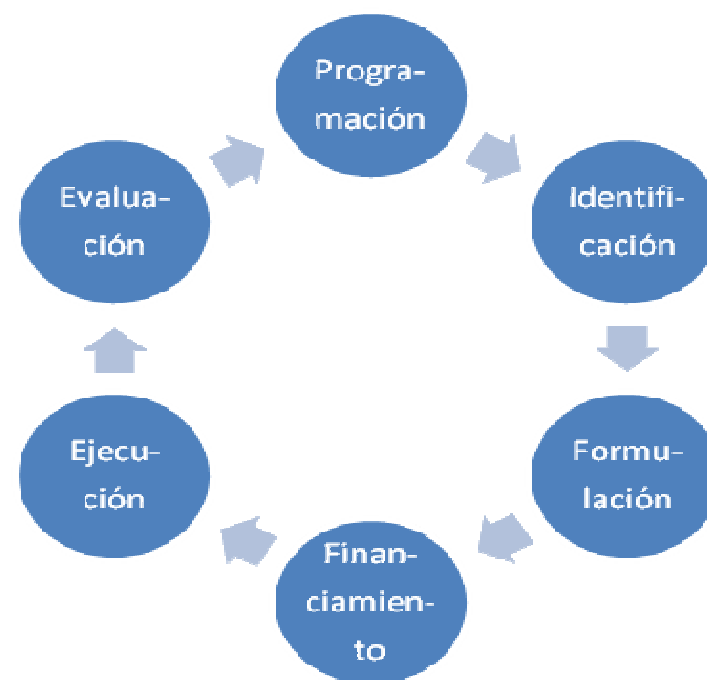 Progra-
mación
Identifi-
cación
Formu-
lación
Finan-
ciamien-
to
Ejecu-
ción
Evalua-
ción